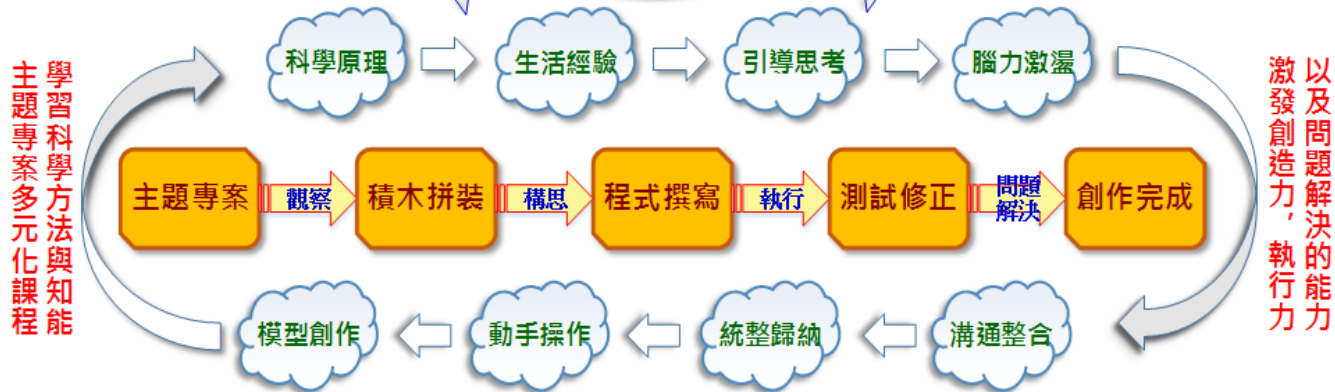 科學原理
生活經驗
引導思考
腦力激盪
學習科學方法與知能
主題專案多元化課程
主題專案
觀察
積木拼裝
構思
程式撰寫
執行
測試修正
問題
解決
創作完成
以及問題解決的能力
激發創造力，執行力
模型創作
動手操作
統整歸納
溝通整合